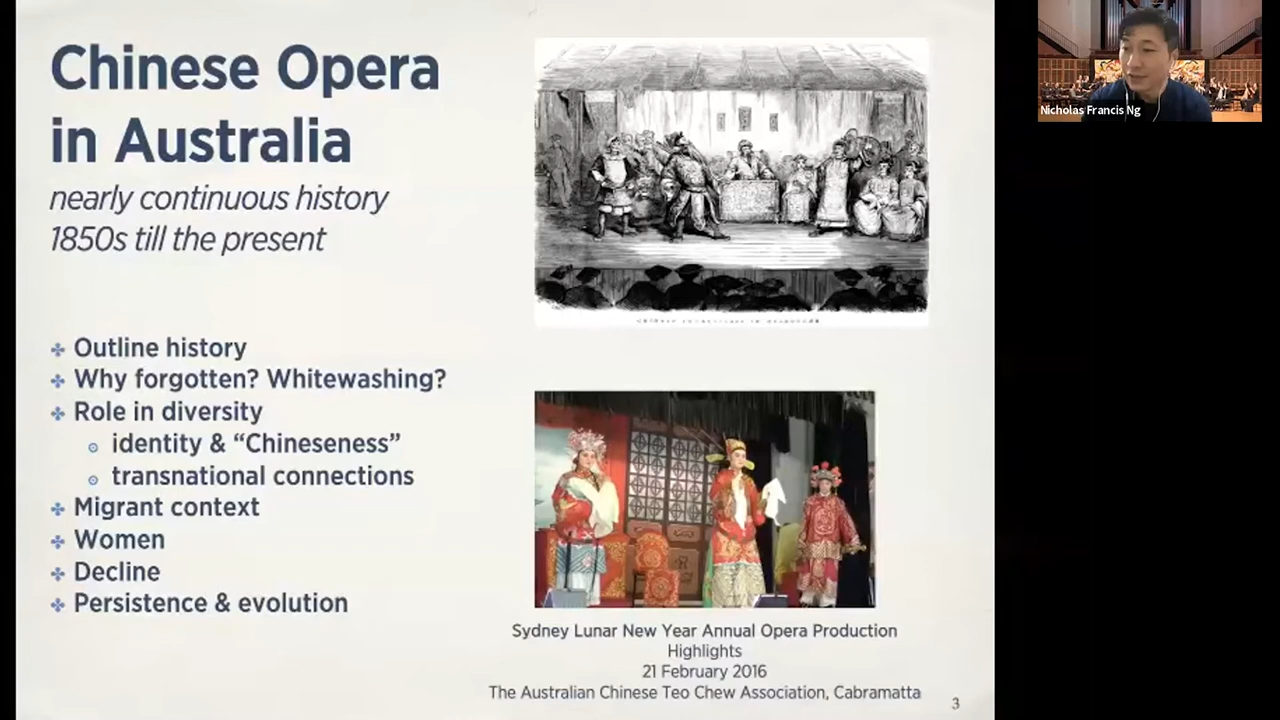 Chinese Opera
in Australia
nearly continuous history
1850s till the present
Outline history
Why forgotten? Whitewashing?
Role in diversity
identity & “Chineseness”
transnational connections
Migrant context
Women
Decline
Persistence & evolution
Sydney Lunar New Year Annual Opera Production
Highlights
21 February 2016
The Australian Chinese Teo Chew Association, Cabramatta
3
Nicholas Francis Ng